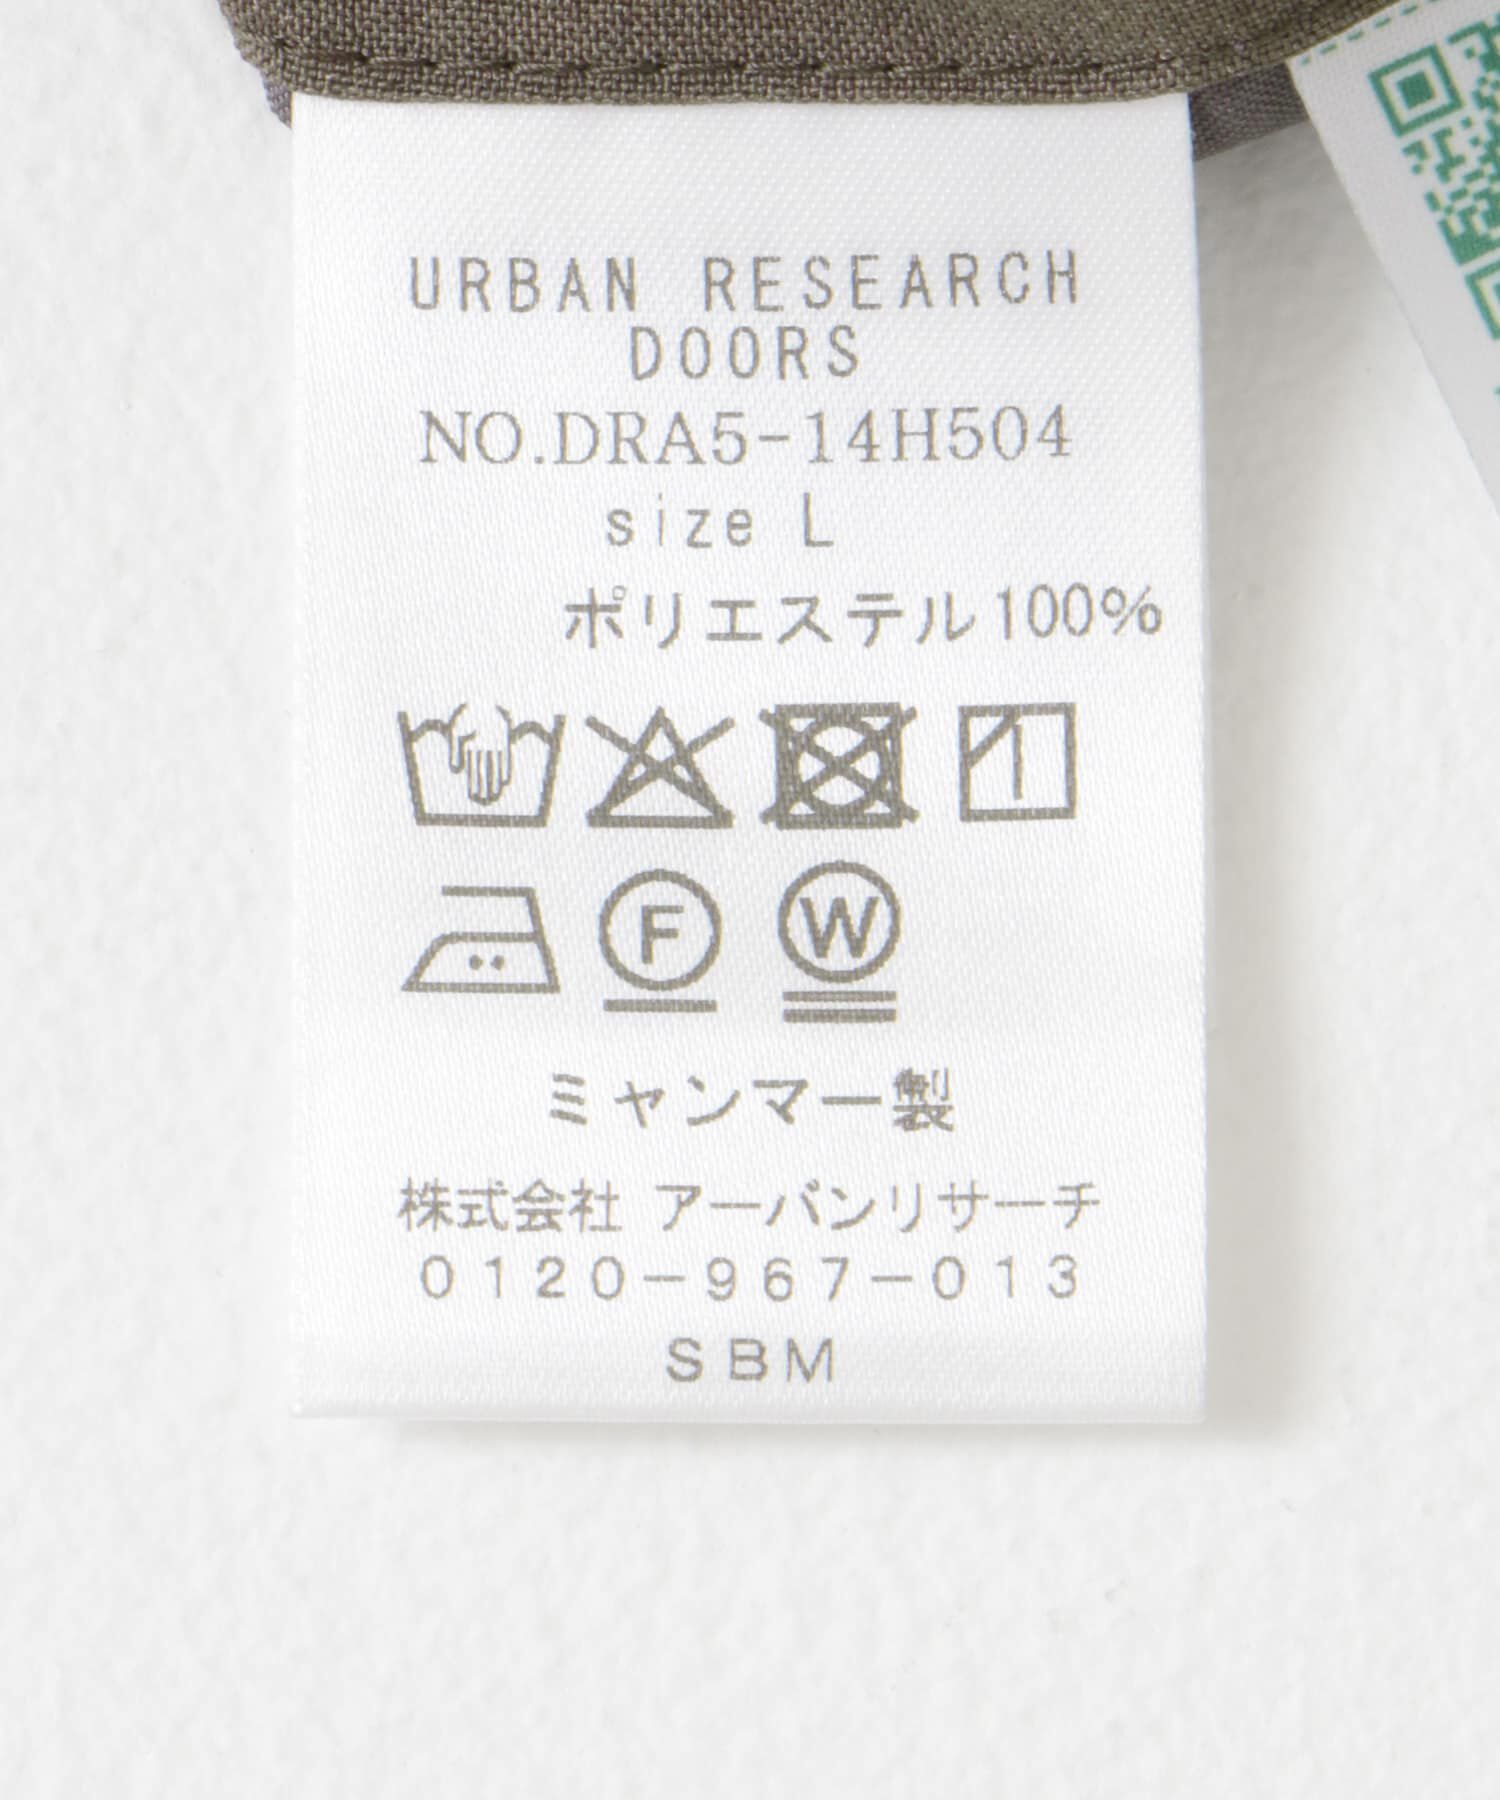 URBAN RESEARCH
DOORS
NO.DRA5-14H504
size L
ポリエステル100%
F
W
ミャンマー製
株式会社 アーバンリサーチ
0120-967-013
SBM